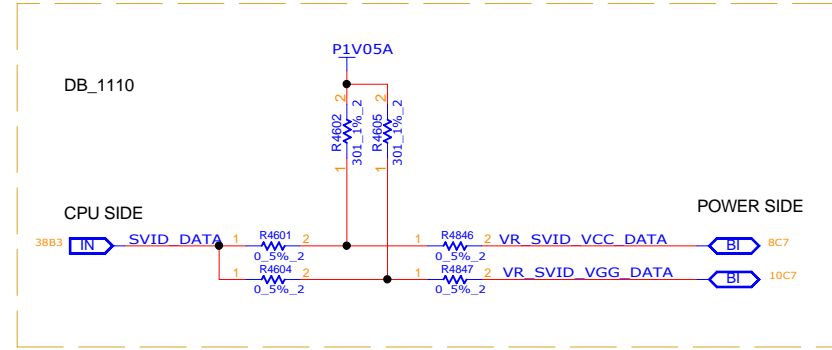 P1V05A
DB_1110
2 2
R4602 301_1%_2 R4605 301_1%_2
1 1
CPU SIDE
POWER SIDE
38B3 IN SVID_DATA 1 R4601 2 1 R4846 2 VR_SVID_VCC_DATA BI 8C7
0_5%_2 0_5%_2
1 R4604 2 1 R4847 2 VR_SVID_VGG_DATA BI 10C7
0_5%_2 0_5%_2